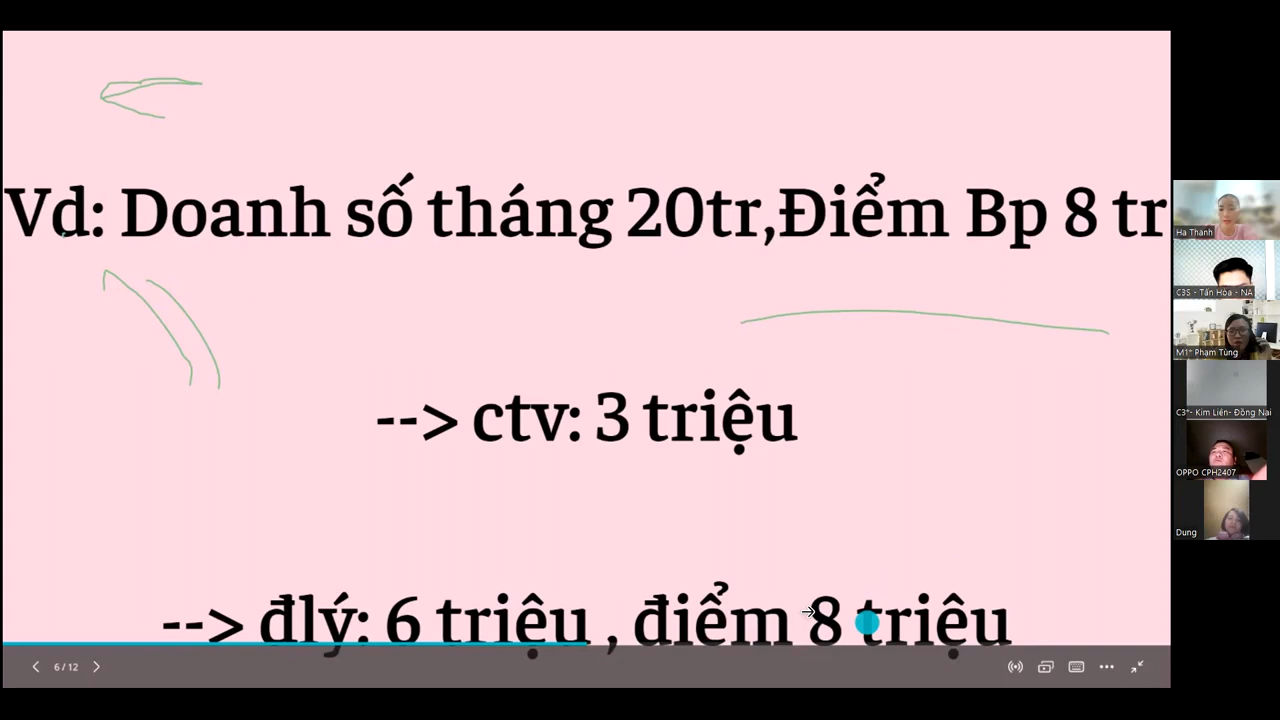 Vd: Doanh số tháng 20tr,Điểm Bp 8 tr
--> ctv: 3 triệu
--> đlý: 6 triệu , điểm 8 triệu
6 / 12
Ha Thanh
C3S - Tấn Hòa - NA
M1* Phạm Tùng
C3*- Kim Liên- Đồng Nai
OPPO CPH2407
Dung